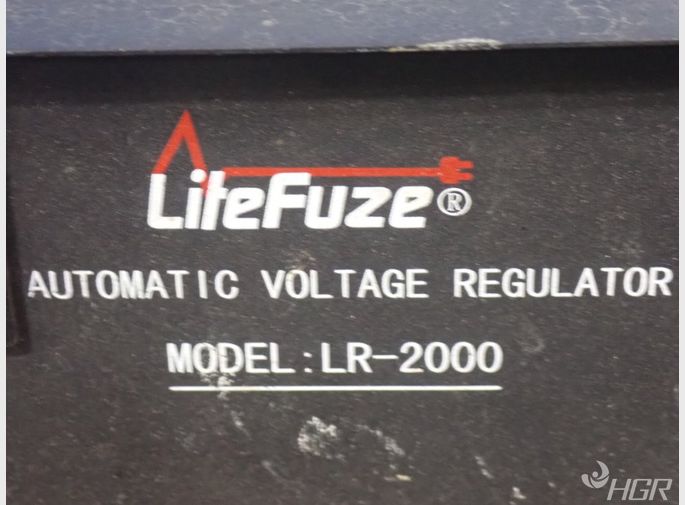 LiteFuze®
AUTOMATIC VOLTAGE REGULATOR
MODEL:LR-2000
HGR